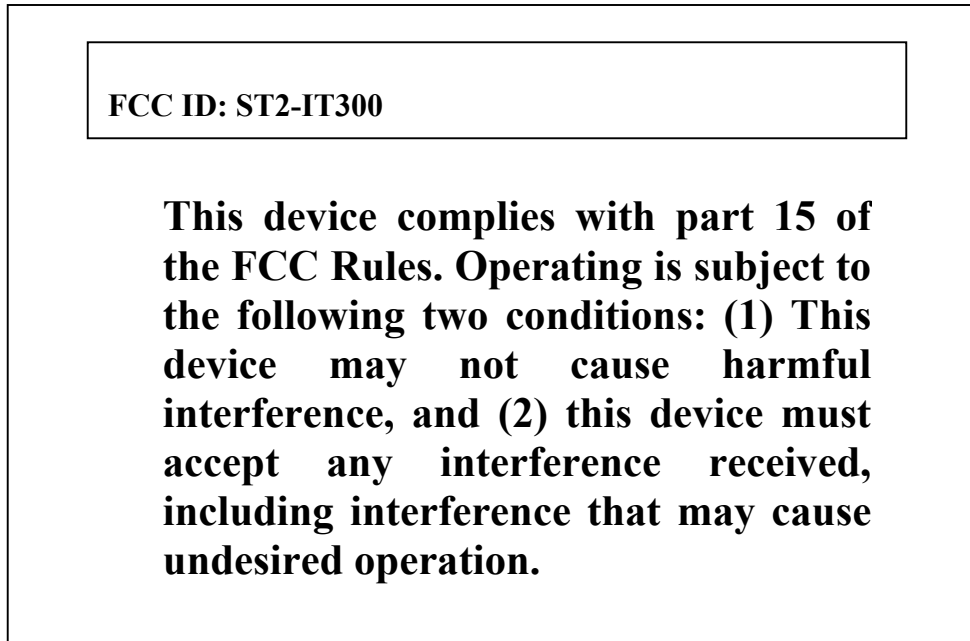 FCC ID: ST2-IT300
This device complies with part 15 of
the FCC Rules. Operating is subject to
the following two conditions: (1) This
device may not cause harmful
interference, and (2) this device must
accept any interference received,
including interference that may cause
undesired operation.